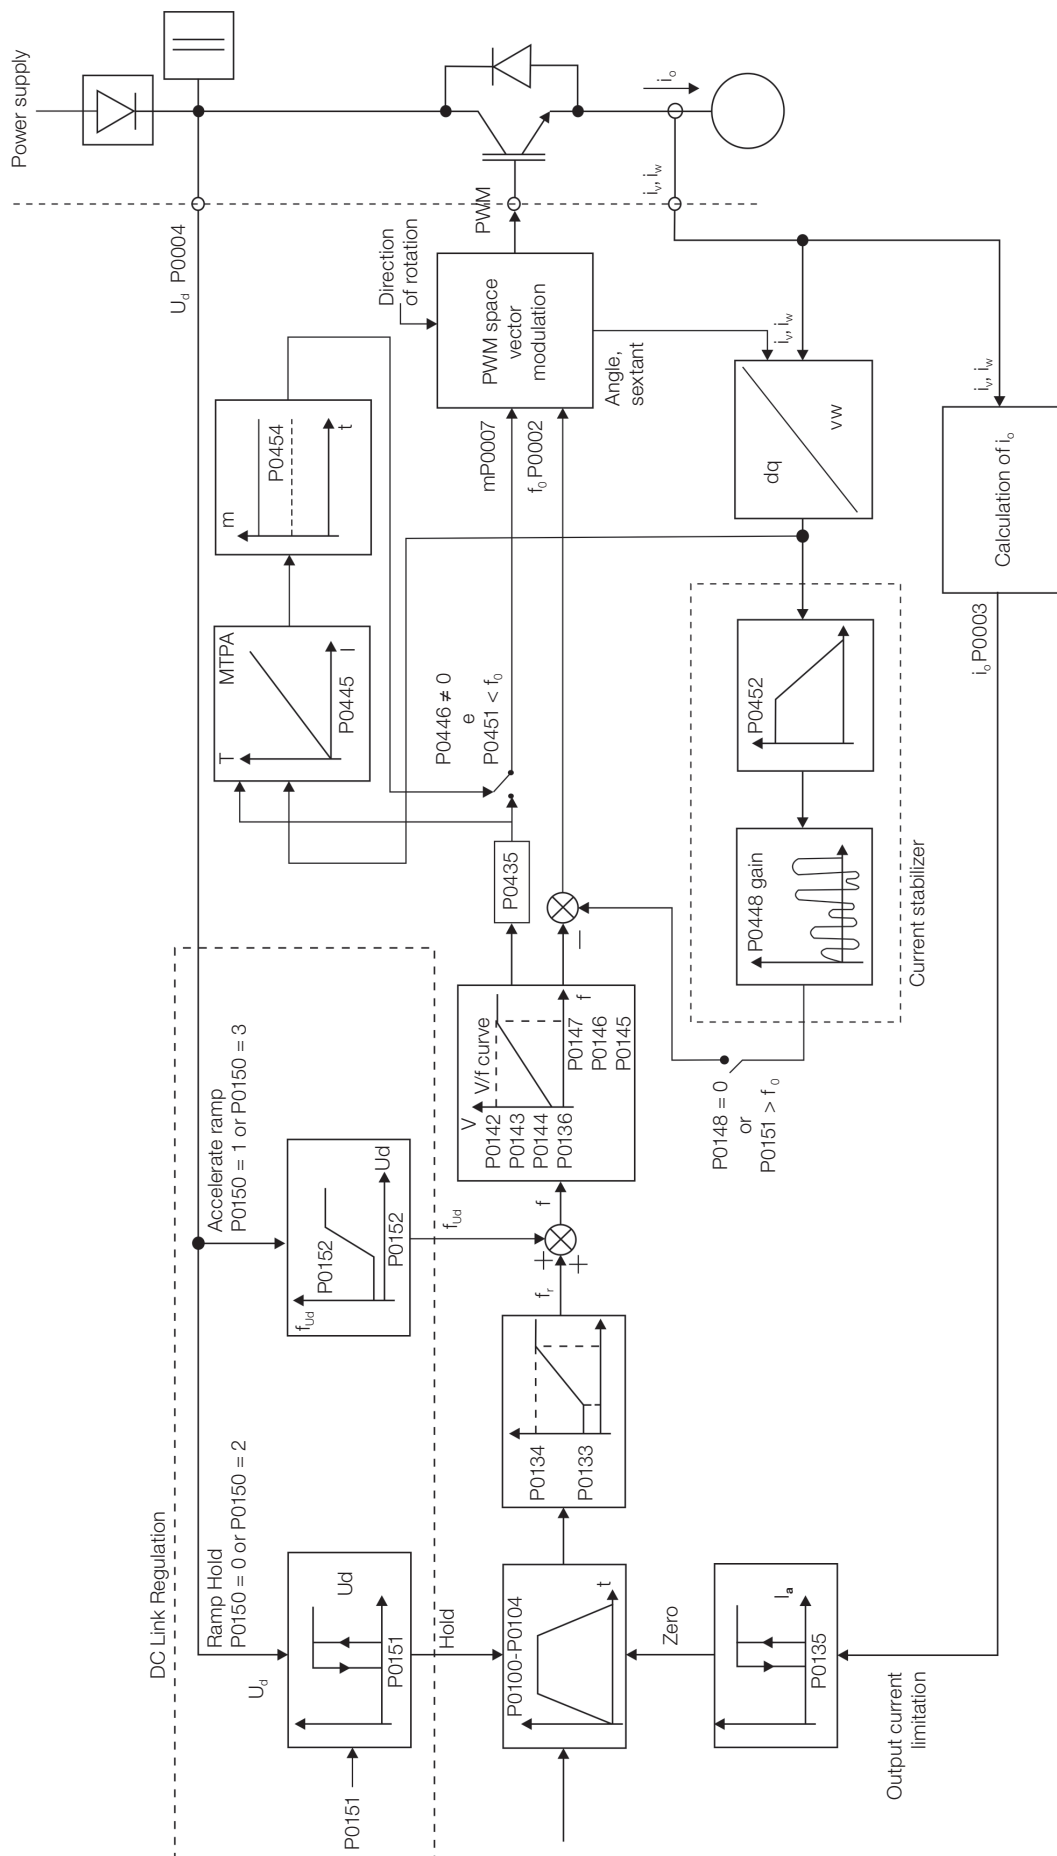 DC Link Regulation
Ramp Hold
P0150 = 0 or P0150 = 2
Accelerate ramp
P0150 = 1 or P0150 = 3
U_d P0004
Power supply
P0151
U_d
Ud
P0151
Hold
f_Ud
P0152
Ud
P0152
f_Ud
T
MTPA
I
P0445
m
P0454
t
P0100-P0104
t
P0134
P0133
f_r
+
+
f
V
V/f curve
P0142
P0143
P0144
P0136
f
P0147
P0146
P0145
P0435
−
P0446 ≠ 0
e
P0451 < f_0
mP0007
f_0 P0002
Direction
of rotation
PWM space
vector
modulation
PWM
Angle,
sextant
i_v, i_w
i_o
Zero
I_a
P0135
Output current
limitation
P0148 = 0
or
P0151 > f_0
P0448 gain
P0452
Current stabilizer
dq
vw
i_v, i_w
i_v, i_w
Calculation of i_o
i_o P0003